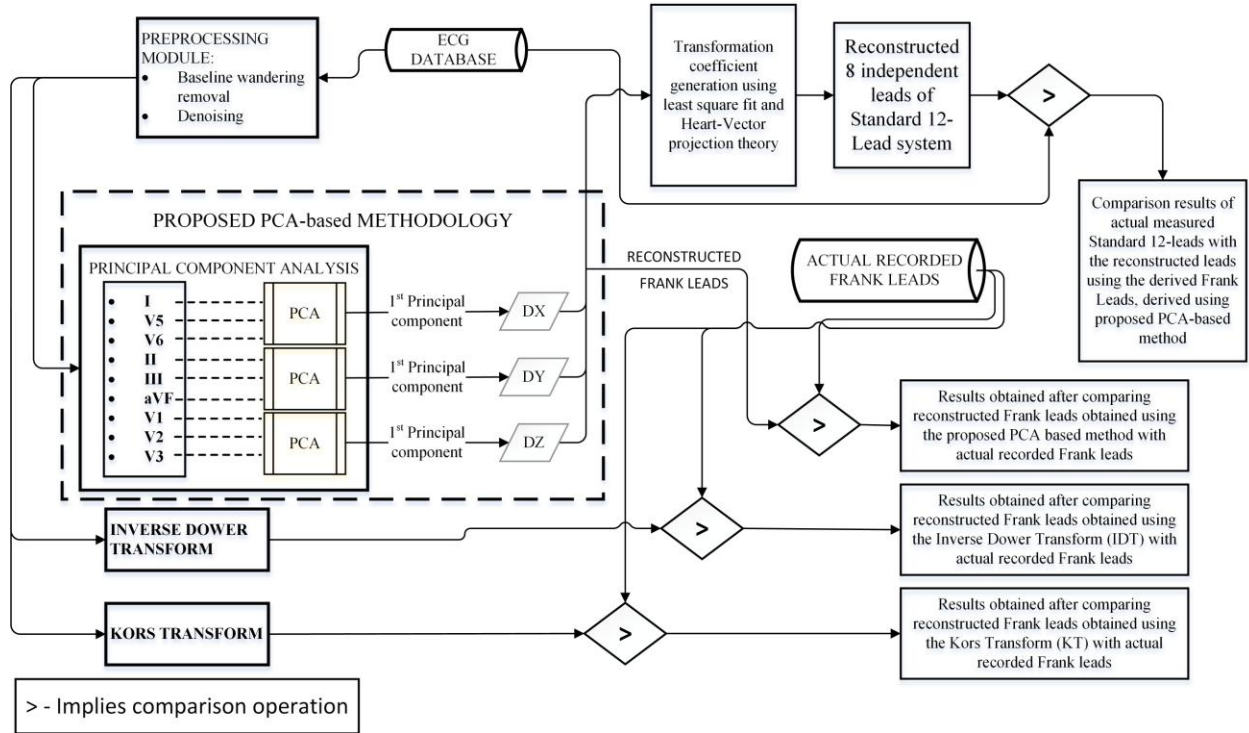 PREPROCESSING
MODULE:
• Baseline wandering
removal
• Denoising
ECG
DATABASE
Transformation
coefficient
generation using
least square fit and
Heart-Vector
projection theory
Reconstructed
8 independent
leads of
Standard 12-
Lead system
>
Comparison results of
actual measured
Standard 12-leads with
the reconstructed leads
using the derived Frank
Leads, derived using
proposed PCA-based
method
PROPOSED PCA-based METHODOLOGY
PRINCIPAL COMPONENT ANALYSIS
• I
• V5
• V6
• II
• III
• aVF
• V1
• V2
• V3
PCA
1st Principal
component
DX
PCA
1st Principal
component
DY
PCA
1st Principal
component
DZ
RECONSTRUCTED
FRANK LEADS
ACTUAL RECORDED
FRANK LEADS
>
Results obtained after comparing
reconstructed Frank leads obtained using
the proposed PCA based method with
actual recorded Frank leads
INVERSE DOWER
TRANSFORM
>
Results obtained after comparing
reconstructed Frank leads obtained using
the Inverse Dower Transform (IDT) with
actual recorded Frank leads
KORS TRANSFORM
>
Results obtained after comparing
reconstructed Frank leads obtained using
the Kors Transform (KT) with actual
recorded Frank leads
> - Implies comparison operation